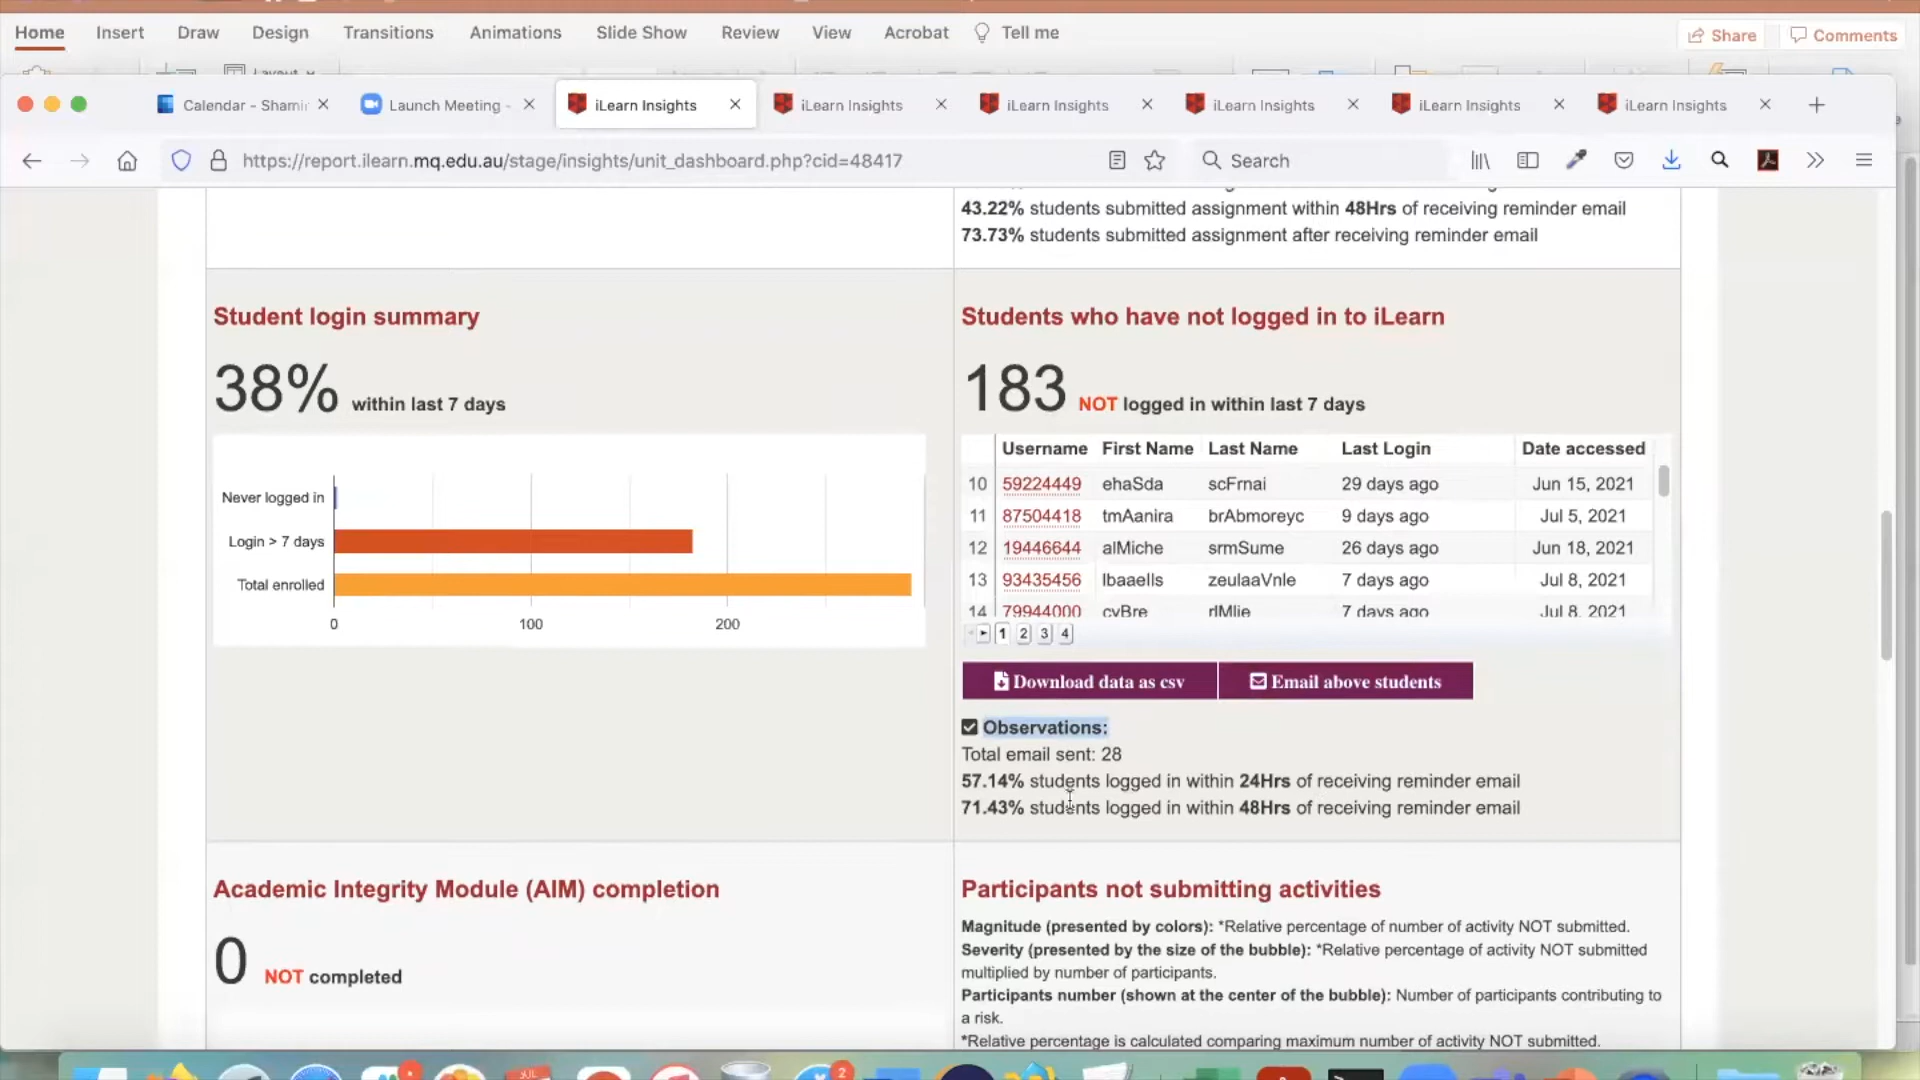 Home Insert Draw Design Transitions Animations Slide Show Review View Acrobat Tell me Share Comments
Calendar - Shami Launch Meeting - iLearn Insights iLearn Insights iLearn Insights iLearn Insights iLearn Insights iLearn Insights
https://report.ilearn.mq.edu.au/stage/insights/unit_dashboard.php?cid=48417 Search
43.22% students submitted assignment within 48Hrs of receiving reminder email
73.73% students submitted assignment after receiving reminder email
Student login summary
38% within last 7 days
Never logged in
Login > 7 days
Total enrolled
0 100 200
Students who have not logged in to iLearn
183 NOT logged in within last 7 days
Username First Name Last Name Last Login Date accessed
10 59224449 ehaSda scFrnai 29 days ago Jun 15, 2021
11 87504418 tmAanira brAbmoreyc 9 days ago Jul 5, 2021
12 19446644 alMiche srmSume 26 days ago Jun 18, 2021
13 93435456 lbaaells zeulaaVnle 7 days ago Jul 8, 2021
14 79944000 cvBre rlMlie 7 days ago Jul 8, 2021
1 2 3 4
Download data as csv Email above students
Observations:
Total email sent: 28
57.14% students logged in within 24Hrs of receiving reminder email
71.43% students logged in within 48Hrs of receiving reminder email
Academic Integrity Module (AIM) completion
0 NOT completed
Participants not submitting activities
Magnitude (presented by colors): *Relative percentage of number of activity NOT submitted.
Severity (presented by the size of the bubble): *Relative percentage of activity NOT submitted
multiplied by number of participants.
Participants number (shown at the center of the bubble): Number of participants contributing to
a risk.
*Relative percentage is calculated comparing maximum number of activity NOT submitted.
JUL
2